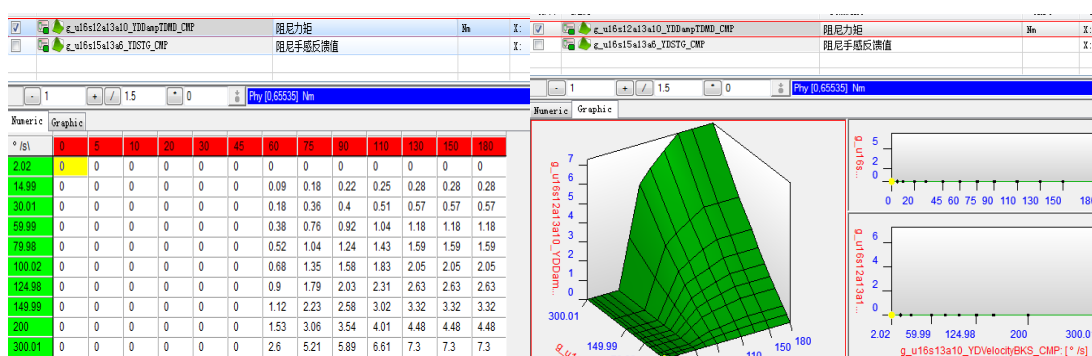 g_u16s12a13a10_YDDampTDMD_CMP 阻尼力矩 Nm X:
g_u16s15a13a6_YDSTG_CMP 阻尼手感反馈值 X:
- 1 + / 1.5 * 0 Phy [0,65535] Nm
Numeric Graphic
° /s\ 0 5 10 20 30 45 60 75 90 110 130 150 180
2.02 0 0 0 0 0 0 0 0 0 0 0 0 0
14.99 0 0 0 0 0 0 0.09 0.18 0.22 0.25 0.28 0.28 0.28
30.01 0 0 0 0 0 0 0.18 0.36 0.4 0.51 0.57 0.57 0.57
59.99 0 0 0 0 0 0 0.38 0.76 0.92 1.04 1.18 1.18 1.18
79.98 0 0 0 0 0 0 0.52 1.04 1.24 1.43 1.59 1.59 1.59
100.02 0 0 0 0 0 0 0.68 1.35 1.58 1.83 2.05 2.05 2.05
124.98 0 0 0 0 0 0 0.9 1.79 2.03 2.31 2.63 2.63 2.63
149.99 0 0 0 0 0 0 1.12 2.23 2.58 3.02 3.32 3.32 3.32
200 0 0 0 0 0 0 1.53 3.06 3.54 4.01 4.48 4.48 4.48
300.01 0 0 0 0 0 0 2.6 5.21 5.89 6.61 7.3 7.3 7.3
g_u16s12a13a10_YDDampTDMD_CMP 阻尼力矩 Nm X:
g_u16s15a13a6_YDSTG_CMP 阻尼手感反馈值 X:
- 1 + / 1.5 * 0 Phy [0,65535] Nm
Numeric Graphic
g_u16s12a13a10_YDDam...
7
6
5
4
3
2
1
0
300.01
149.99
110 150 180
g_u16s...
5
2
0
0 20 45 60 75 90 110 130 150 180
g_u16s12a13a1...
6
4
2
0
2.02 59.99 124.98 200 300.0
g_u16s13a10_YDVelocityBKS_CMP: [° /s]